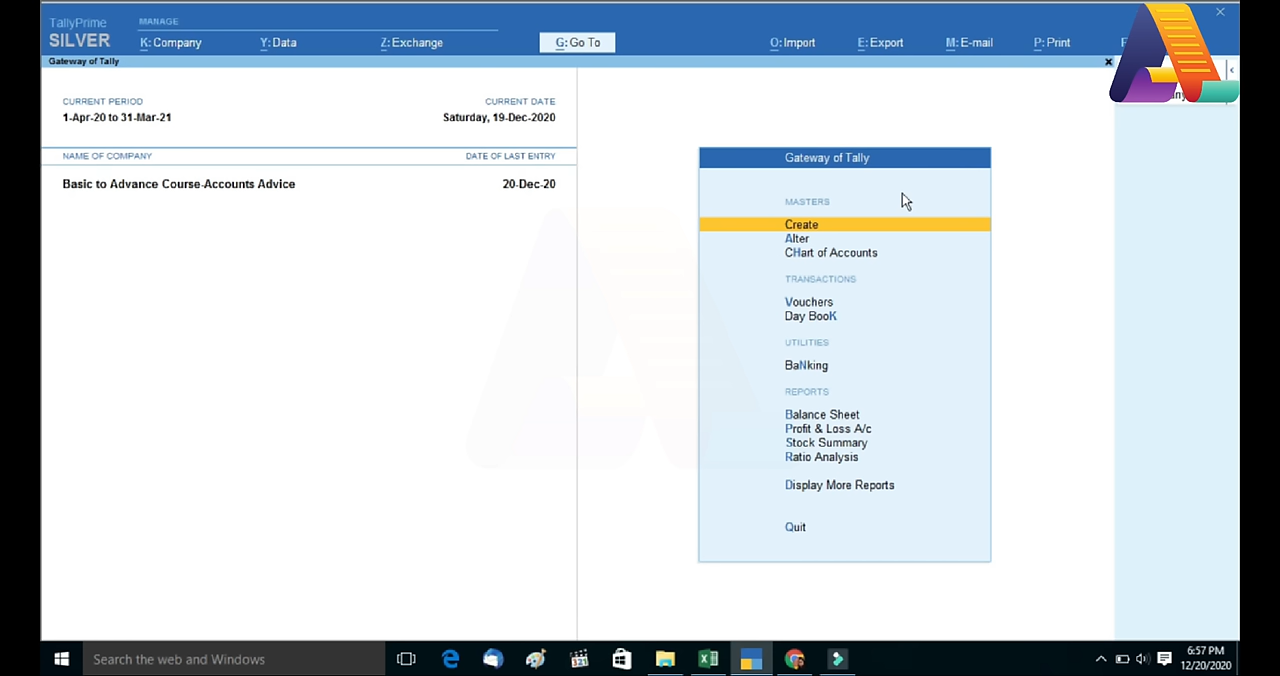 TallyPrime
MANAGE
SILVER
K: Company
Y: Data
Z: Exchange
G: Go To
O: Import
E: Export
M: E-mail
P: Print
Gateway of Tally
CURRENT PERIOD
CURRENT DATE
1-Apr-20 to 31-Mar-21
Saturday, 19-Dec-2020
NAME OF COMPANY
DATE OF LAST ENTRY
Basic to Advance Course-Accounts Advice
20-Dec-20
Gateway of Tally
MASTERS
Create
Alter
CHart of Accounts
TRANSACTIONS
Vouchers
Day BooK
UTILITIES
BaNking
REPORTS
Balance Sheet
Profit & Loss A/c
Stock Summary
Ratio Analysis
Display More Reports
Quit
Search the web and Windows
6:57 PM
12/20/2020